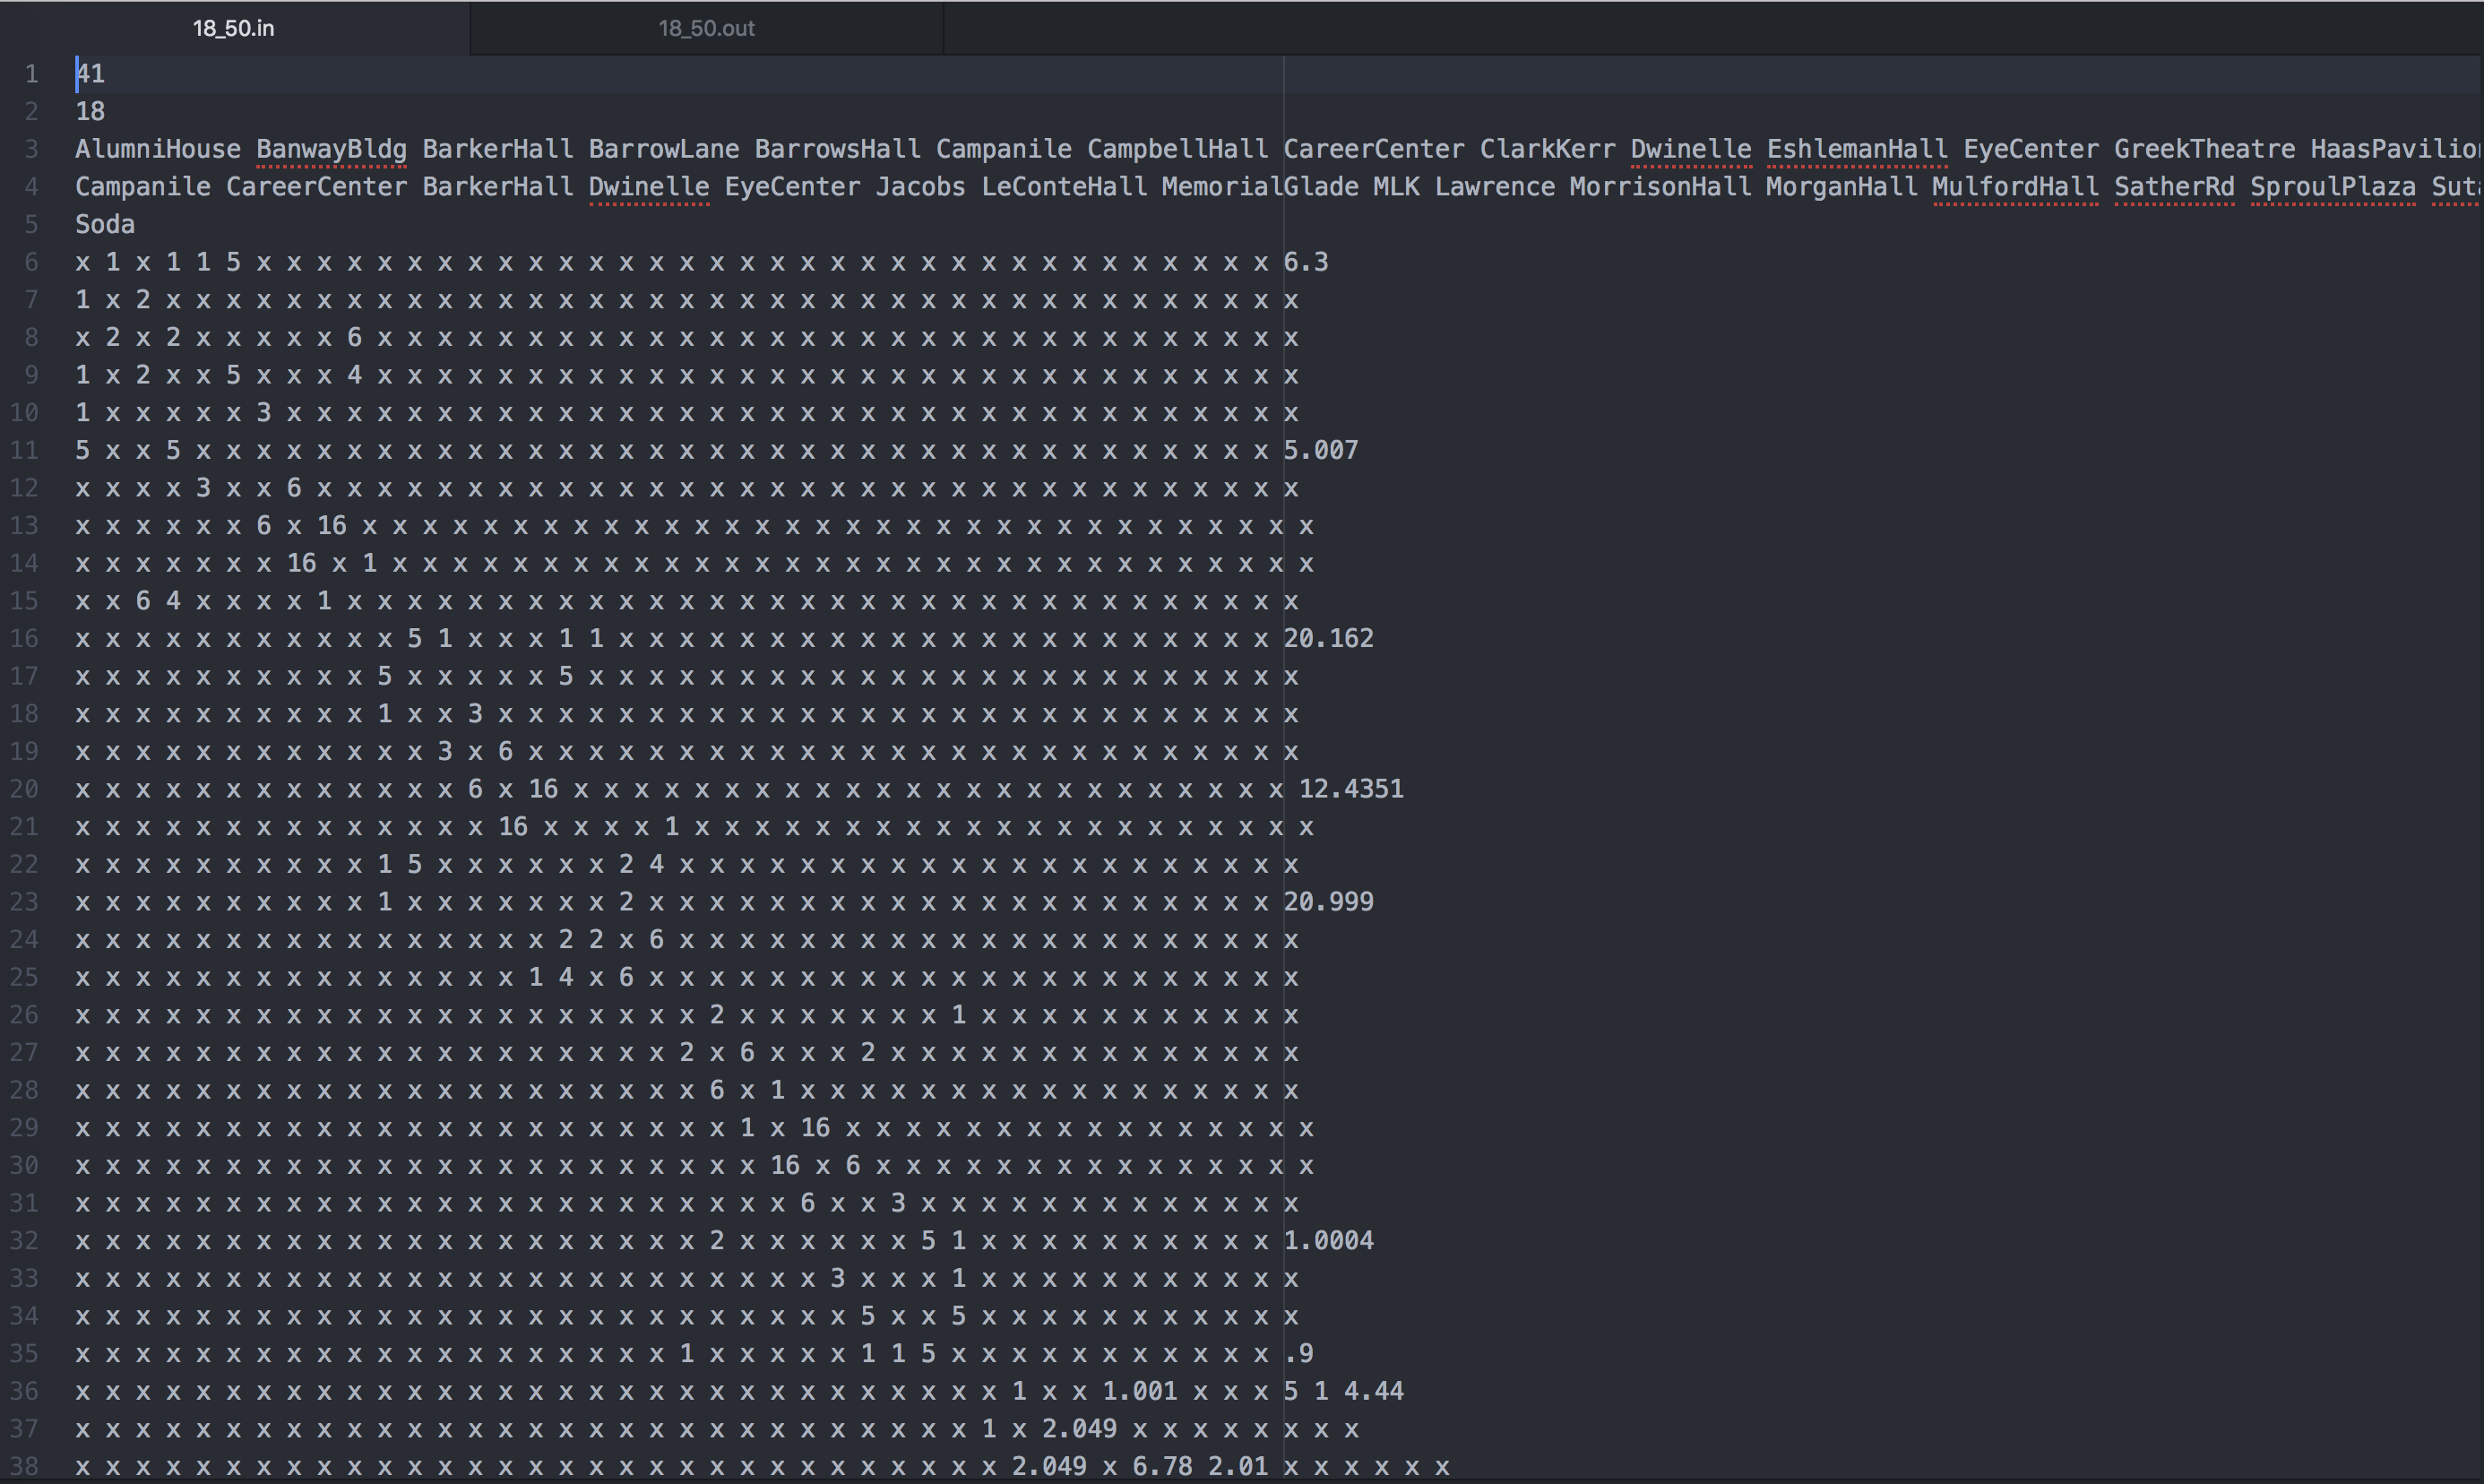 18_50.in 18_50.out
1 41
2 18
3 AlumniHouse BanwayBldg BarkerHall BarrowLane BarrowsHall Campanile CampbellHall CareerCenter ClarkKerr Dwinelle EshlemanHall EyeCenter GreekTheatre HaasPavilio
4 Campanile CareerCenter BarkerHall Dwinelle EyeCenter Jacobs LeConteHall MemorialGlade MLK Lawrence MorrisonHall MorganHall MulfordHall SatherRd SproulPlaza Suta
5 Soda
6 x 1 x 1 1 5 x x x x x x x x x x x x x x x x x x x x x x x x x x x x x x x x x x 6.3
7 1 x 2 x x x x x x x x x x x x x x x x x x x x x x x x x x x x x x x x x x x x x x
8 x 2 x 2 x x x x x 6 x x x x x x x x x x x x x x x x x x x x x x x x x x x x x x x
9 1 x 2 x x 5 x x x 4 x x x x x x x x x x x x x x x x x x x x x x x x x x x x x x x
10 1 x x x x x 3 x x x x x x x x x x x x x x x x x x x x x x x x x x x x x x x x x x
11 5 x x 5 x x x x x x x x x x x x x x x x x x x x x x x x x x x x x x x x x x x x 5.007
12 x x x x 3 x x 6 x x x x x x x x x x x x x x x x x x x x x x x x x x x x x x x x x
13 x x x x x x 6 x 16 x x x x x x x x x x x x x x x x x x x x x x x x x x x x x x x x
14 x x x x x x x 16 x 1 x x x x x x x x x x x x x x x x x x x x x x x x x x x x x x x
15 x x 6 4 x x x x 1 x x x x x x x x x x x x x x x x x x x x x x x x x x x x x x x x
16 x x x x x x x x x x x 5 1 x x x 1 1 x x x x x x x x x x x x x x x x x x x x x x 20.162
17 x x x x x x x x x x 5 x x x x x 5 x x x x x x x x x x x x x x x x x x x x x x x x
18 x x x x x x x x x x 1 x x 3 x x x x x x x x x x x x x x x x x x x x x x x x x x x
19 x x x x x x x x x x x x 3 x 6 x x x x x x x x x x x x x x x x x x x x x x x x x x
20 x x x x x x x x x x x x x 6 x 16 x x x x x x x x x x x x x x x x x x x x x x x x 12.4351
21 x x x x x x x x x x x x x x 16 x x x x 1 x x x x x x x x x x x x x x x x x x x x x
22 x x x x x x x x x x 1 5 x x x x x x 2 4 x x x x x x x x x x x x x x x x x x x x x
23 x x x x x x x x x x 1 x x x x x x x 2 x x x x x x x x x x x x x x x x x x x x x 20.999
24 x x x x x x x x x x x x x x x x 2 2 x 6 x x x x x x x x x x x x x x x x x x x x x
25 x x x x x x x x x x x x x x x 1 4 x 6 x x x x x x x x x x x x x x x x x x x x x x
26 x x x x x x x x x x x x x x x x x x x x x 2 x x x x x x x 1 x x x x x x x x x x x
27 x x x x x x x x x x x x x x x x x x x x 2 x 6 x x x 2 x x x x x x x x x x x x x x
28 x x x x x x x x x x x x x x x x x x x x x 6 x 1 x x x x x x x x x x x x x x x x x
29 x x x x x x x x x x x x x x x x x x x x x x 1 x 16 x x x x x x x x x x x x x x x x
30 x x x x x x x x x x x x x x x x x x x x x x x 16 x 6 x x x x x x x x x x x x x x x
31 x x x x x x x x x x x x x x x x x x x x x x x x 6 x x 3 x x x x x x x x x x x x x
32 x x x x x x x x x x x x x x x x x x x x x 2 x x x x x x 5 1 x x x x x x x x x x 1.0004
33 x x x x x x x x x x x x x x x x x x x x x x x x x 3 x x x 1 x x x x x x x x x x x
34 x x x x x x x x x x x x x x x x x x x x x x x x x x 5 x x 5 x x x x x x x x x x x
35 x x x x x x x x x x x x x x x x x x x x 1 x x x x x 1 1 5 x x x x x x x x x x x .9
36 x x x x x x x x x x x x x x x x x x x x x x x x x x x x x x x 1 x x 1.001 x x x 5 1 4.44
37 x x x x x x x x x x x x x x x x x x x x x x x x x x x x x x 1 x 2.049 x x x x x x x x
38 x x x x x x x x x x x x x x x x x x x x x x x x x x x x x x x 2.049 x 6.78 2.01 x x x x x x